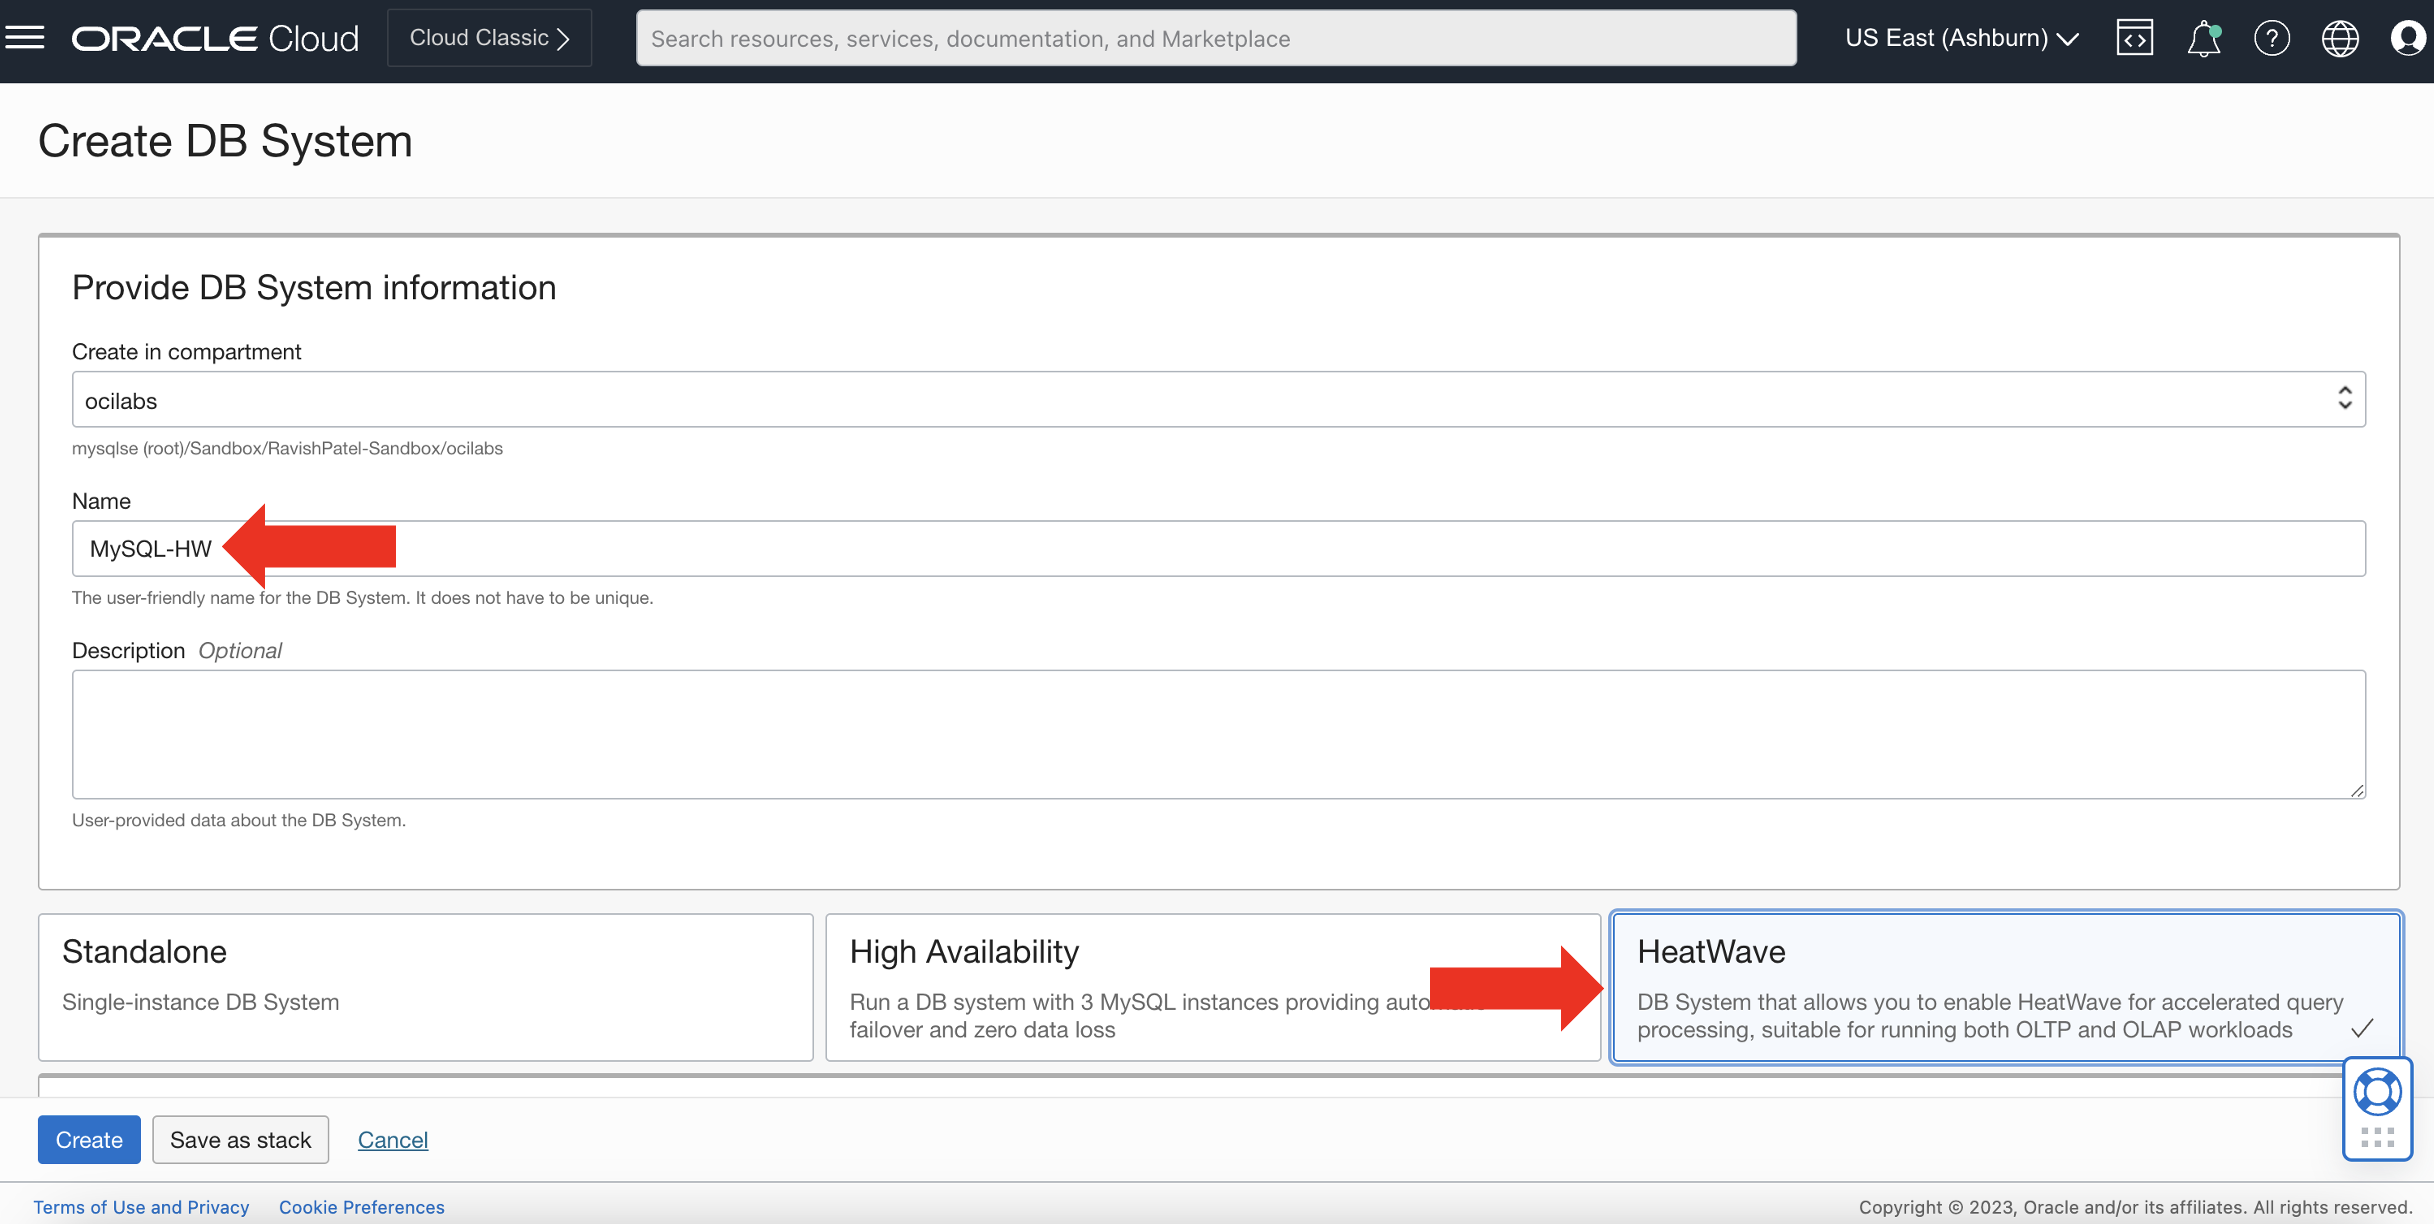 ORACLE Cloud
Cloud Classic
Search resources, services, documentation, and Marketplace
US East (Ashburn)
Create DB System
Provide DB System information
Create in compartment
ocilabs
mysqlse (root)/Sandbox/RavishPatel-Sandbox/ocilabs
Name
MySQL-HW
The user-friendly name for the DB System. It does not have to be unique.
Description Optional
User-provided data about the DB System.
Standalone
Single-instance DB System
High Availability
Run a DB system with 3 MySQL instances providing
failover and zero data loss
HeatWave
DB System that allows you to enable HeatWave for accelerated query
processing, suitable for running both OLTP and OLAP workloads
Create
Save as stack
Cancel
Terms of Use and Privacy
Cookie Preferences
Copyright © 2023, Oracle and/or its affiliates. All rights reserved.